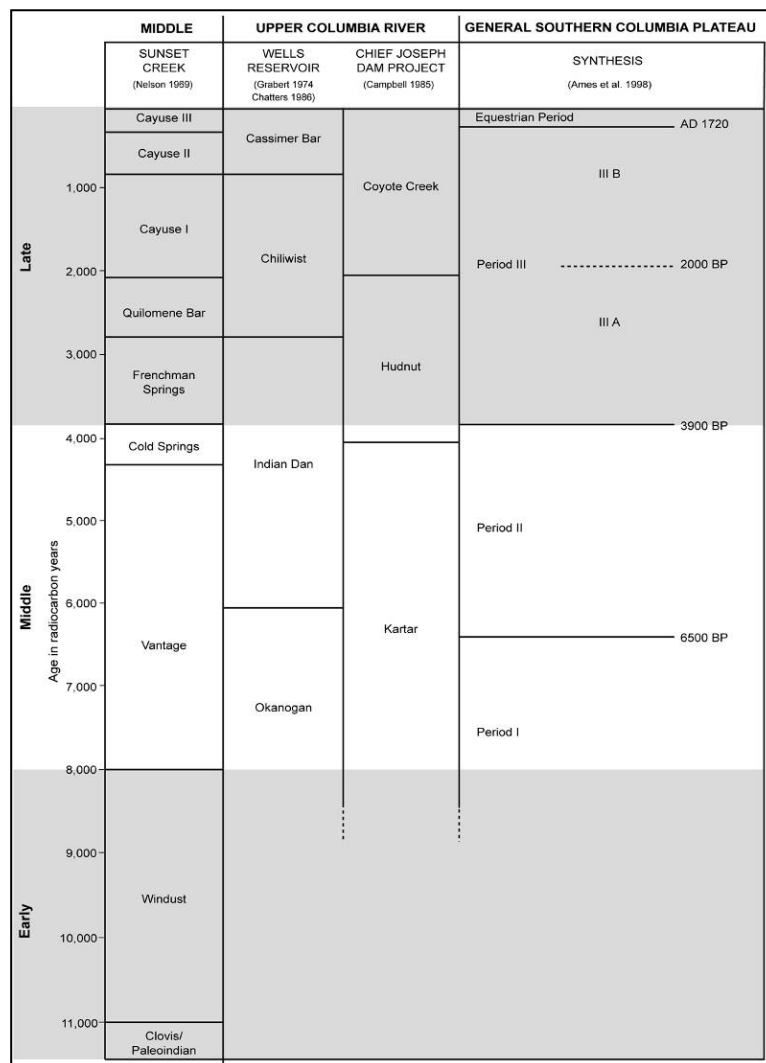 MIDDLE
UPPER COLUMBIA RIVER
GENERAL SOUTHERN COLUMBIA PLATEAU
SUNSET
CREEK
(Nelson 1969)
WELLS
RESERVOIR
(Grabert 1974
Chatters 1986)
CHIEF JOSEPH
DAM PROJECT
(Campbell 1985)
SYNTHESIS
(Ames et al. 1998)
Late
Middle
Early
Age in radiocarbon years
1,000
2,000
3,000
4,000
5,000
6,000
7,000
8,000
9,000
10,000
11,000
Cayuse III
Cayuse II
Cayuse I
Quilomene Bar
Frenchman
Springs
Cold Springs
Vantage
Windust
Clovis/
Paleoindian
Cassimer Bar
Chiliwist
Indian Dan
Okanogan
Coyote Creek
Hudnut
Kartar
Equestrian Period
AD 1720
III B
Period III
2000 BP
III A
3900 BP
Period II
6500 BP
Period I